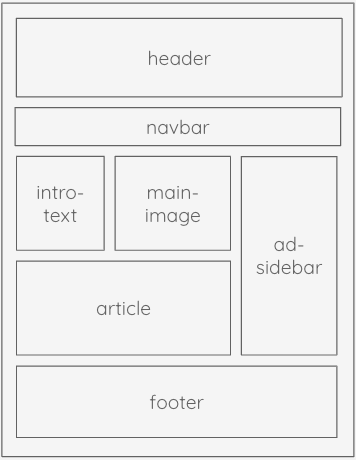 header
navbar
intro-
text
main-
image
ad-
sidebar
article
footer